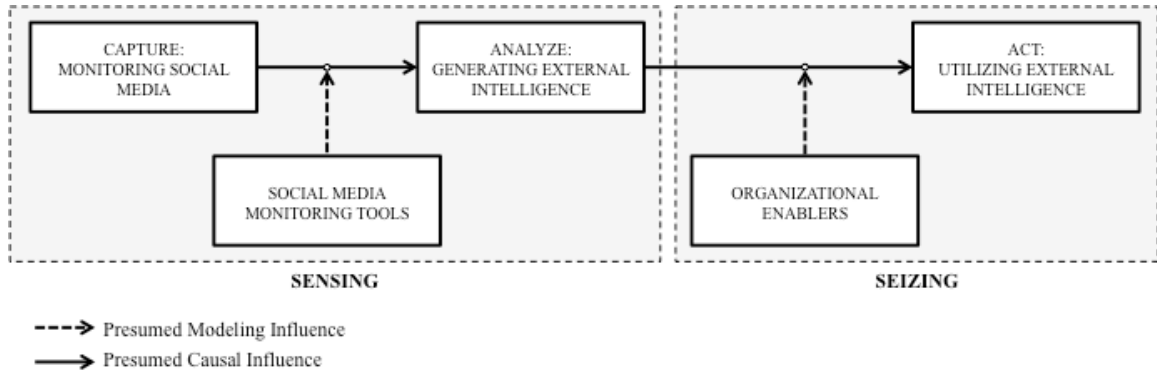 CAPTURE:
MONITORING SOCIAL
MEDIA
ANALYZE:
GENERATING EXTERNAL
INTELLIGENCE
ACT:
UTILIZING EXTERNAL
INTELLIGENCE
SOCIAL MEDIA
MONITORING TOOLS
ORGANIZATIONAL
ENABLERS
SENSING
SEIZING
Presumed Modeling Influence
Presumed Causal Influence